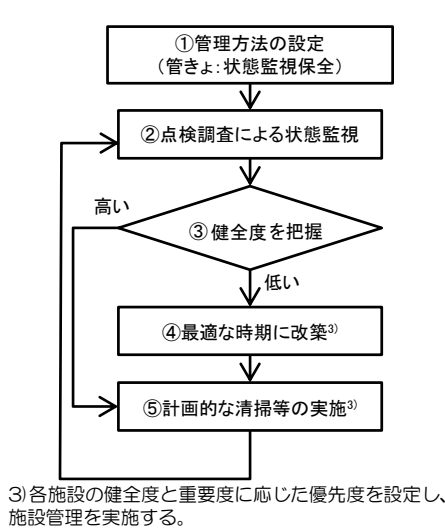 ①管理方法の設定
（管きょ：状態監視保全）
②点検調査による状態監視
高い
③健全度を把握
低い
④最適な時期に改築3)
⑤計画的な清掃等の実施3)
3)各施設の健全度と重要度に応じた優先度を設定し、
施設管理を実施する。